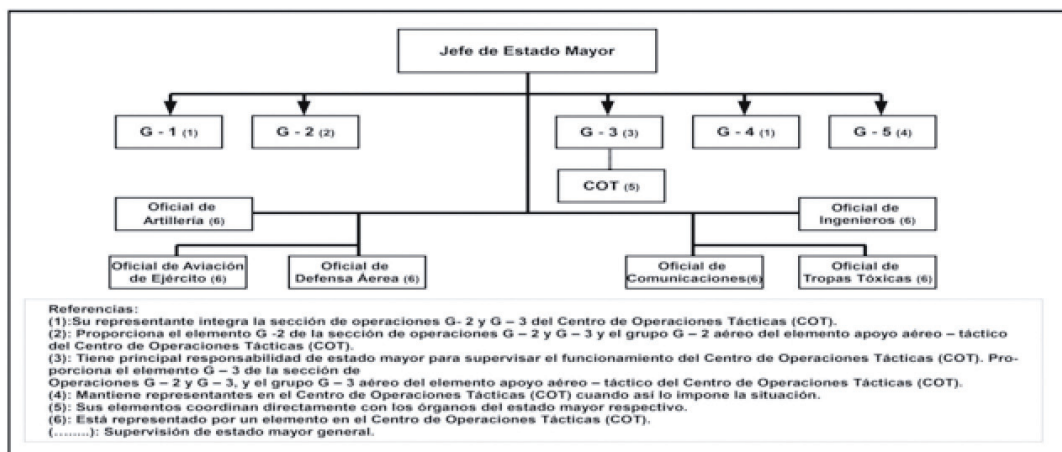 Jefe de Estado Mayor
G - 1 (1)
G - 2 (2)
G - 3 (3)
G - 4 (1)
G - 5 (4)
COT (5)
Oficial de
Artillería (6)
Oficial de
Ingenieros (6)
Oficial de Aviación
de Ejército (6)
Oficial de
Defensa Áerea (6)
Oficial de
Comunicaciones(6)
Oficial de
Tropas Tóxicas (6)
Referencias:
(1):Su representante integra la sección de operaciones G- 2 y G – 3 del Centro de Operaciones Tácticas (COT).
(2): Proporciona el elemento G -2 de la sección de operaciones G – 2 y G – 3 y el grupo G – 2 aéreo del elemento apoyo aéreo – táctico
del Centro de Operaciones Tácticas (COT).
(3): Tiene principal responsabilidad de estado mayor para supervisar el funcionamiento del Centro de Operaciones Tácticas (COT). Pro-
porciona el elemento G – 3 de la sección de
Operaciones G – 2 y G – 3, y el grupo G – 3 aéreo del elemento apoyo aéreo – táctico del Centro de Operaciones Tácticas (COT).
(4): Mantiene representantes en el Centro de Operaciones Tácticas (COT) cuando así lo impone la situación.
(5): Sus elementos coordinan directamente con los órganos del estado mayor respectivo.
(6): Está representado por un elemento en el Centro de Operaciones Tácticas (COT).
(........): Supervisión de estado mayor general.